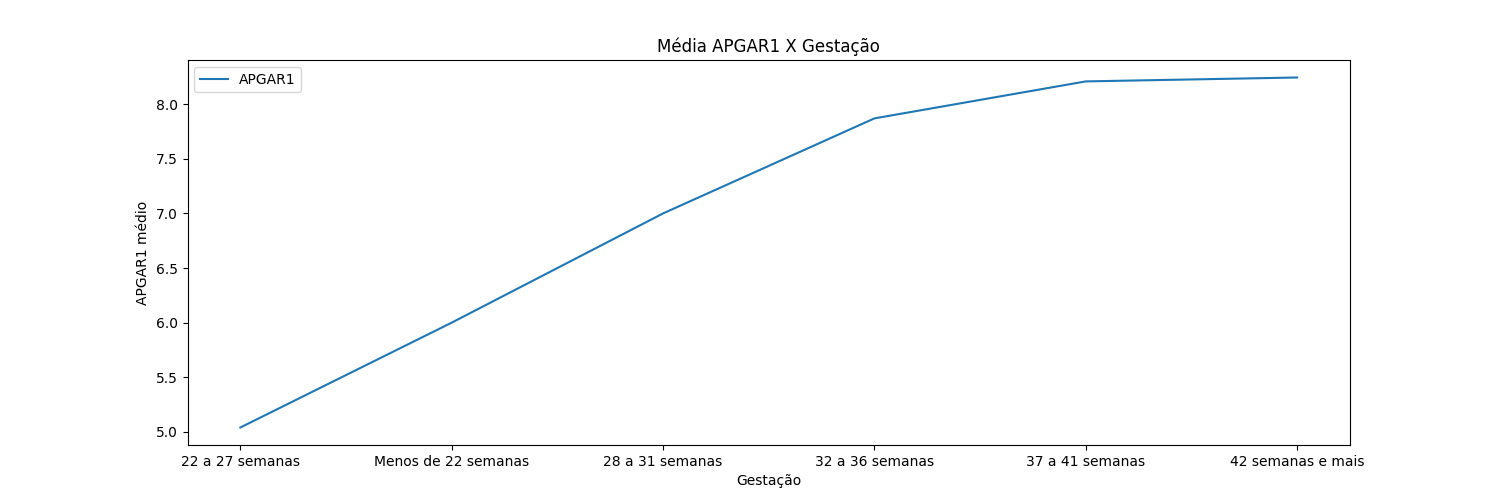 Média APGAR1 X Gestação
APGAR1
8.0
7.5
7.0
6.5
6.0
5.5
5.0
APGAR1 médio
22 a 27 semanas
Menos de 22 semanas
28 a 31 semanas
32 a 36 semanas
37 a 41 semanas
42 semanas e mais
Gestação